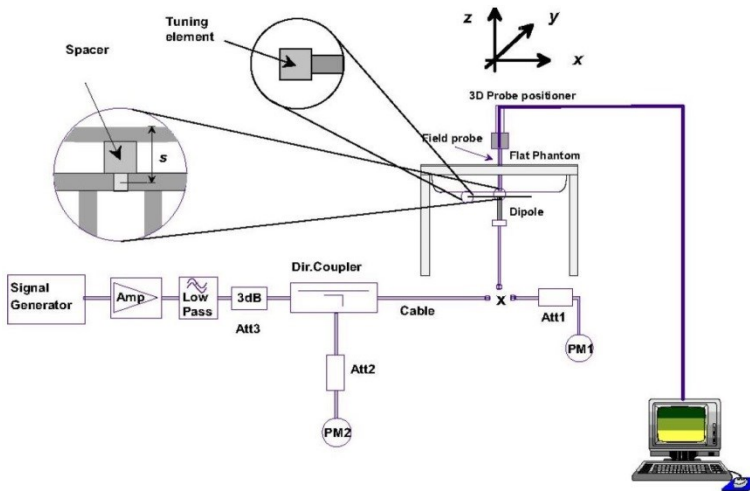 Tuning
element
Spacer
s
z
y
x
3D Probe positioner
Field probe
Flat Phantom
Dipole
Dir.Coupler
Signal
Generator
Amp
Low
Pass
3dB
Att3
Cable
x
Att1
PM1
Att2
PM2